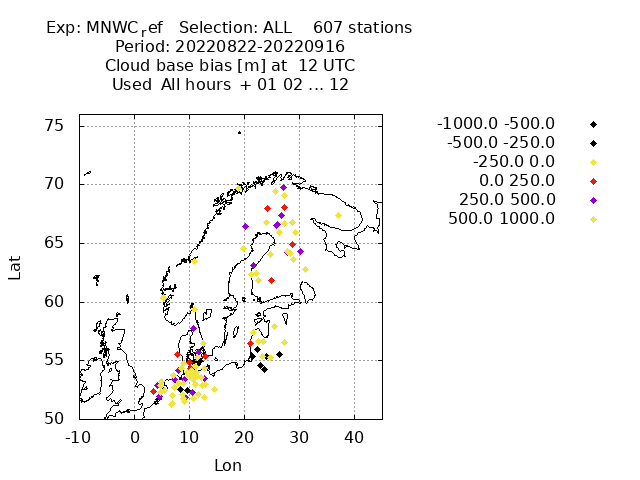 Exp: MNWCref   Selection: ALL    607 stations
Period: 20220822-20220916
Cloud base bias [m] at  12 UTC
Used  All hours  + 01 02 ... 12
-1000.0 -500.0
-500.0 -250.0
-250.0 0.0
0.0 250.0
250.0 500.0
500.0 1000.0
75
70
65
60
55
50
Lat
-10 0 10 20 30 40
Lon